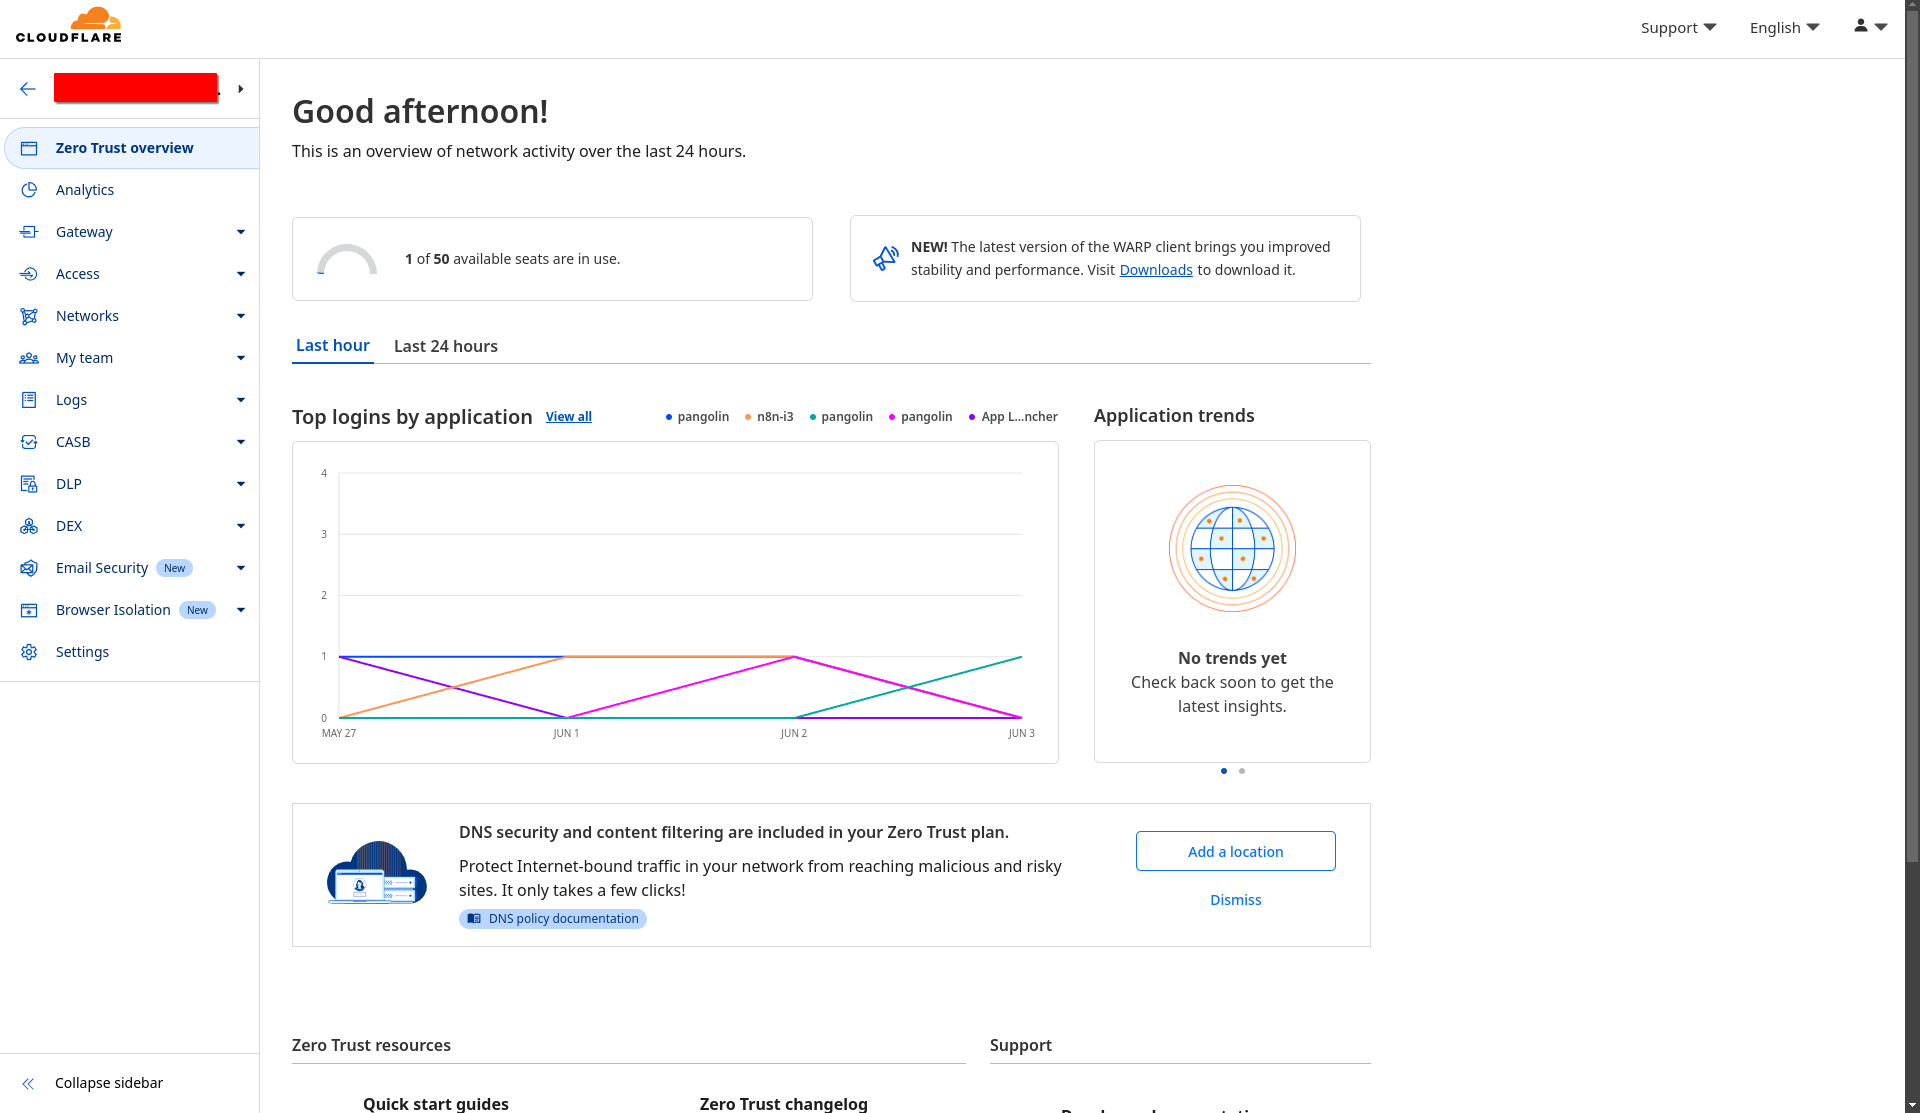 CLOUDFLARE
Support
English
Good afternoon!
This is an overview of network activity over the last 24 hours.
Zero Trust overview
Analytics
Gateway
Access
Networks
My team
Logs
CASB
DLP
DEX
Email Security New
Browser Isolation New
Settings
Collapse sidebar
1 of 50 available seats are in use.
NEW! The latest version of the WARP client brings you improved
stability and performance. Visit Downloads to download it.
Last hour Last 24 hours
Top logins by application View all
pangolin n8n-i3 pangolin pangolin App L...ncher
4
3
2
1
0
MAY 27 JUN 1 JUN 2 JUN 3
Application trends
No trends yet
Check back soon to get the
latest insights.
DNS security and content filtering are included in your Zero Trust plan.
Protect Internet-bound traffic in your network from reaching malicious and risky
sites. It only takes a few clicks!
DNS policy documentation
Add a location
Dismiss
Zero Trust resources
Support
Quick start guides
Zero Trust changelog